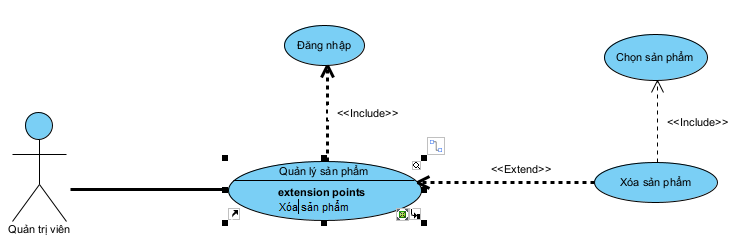 Đăng nhập
Chọn sản phẩm
<<Include>>
<<Include>>
Quản lý sản phẩm
<<Extend>>
extension points
Xóa sản phẩm
Xóa sản phẩm
Quản trị viên